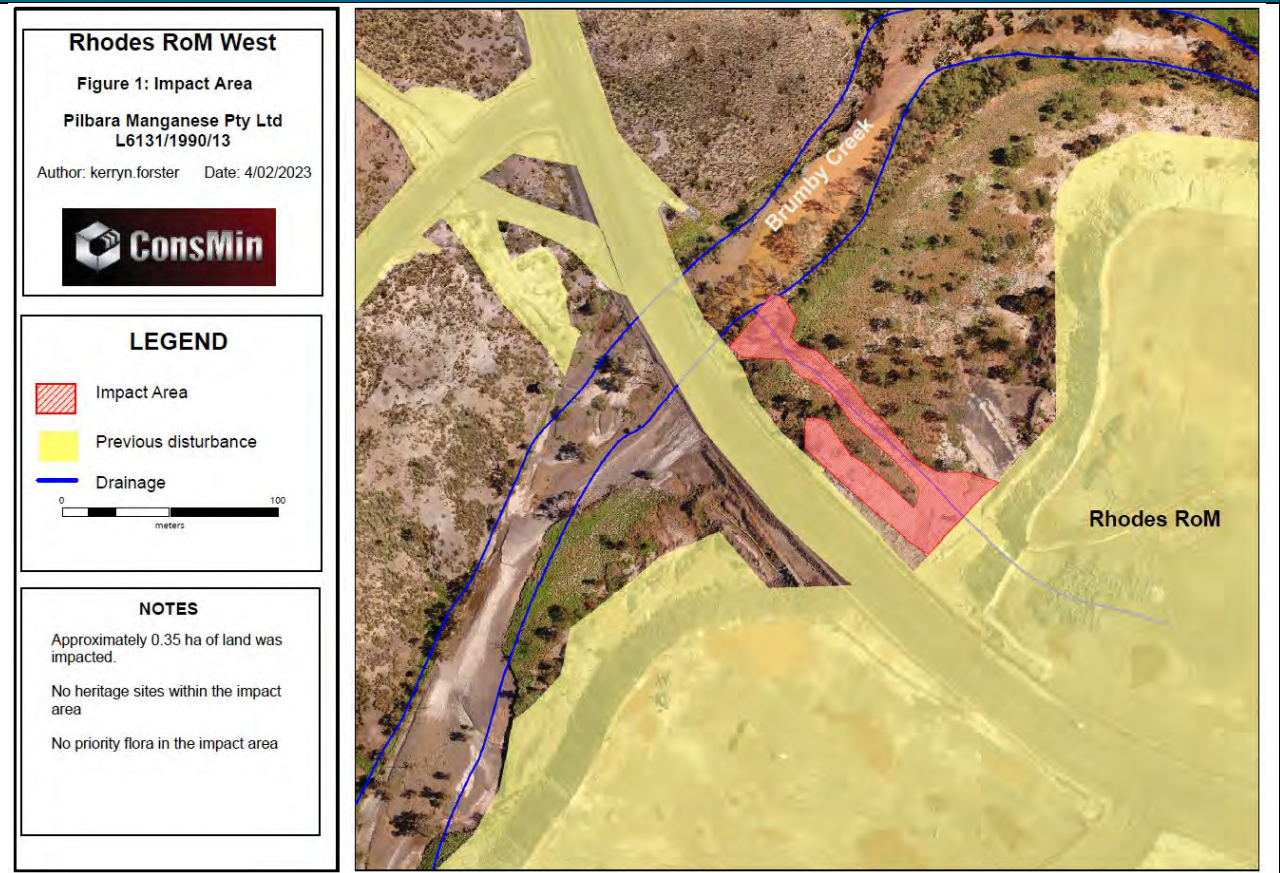 Rhodes RoM West
Figure 1: Impact Area
Pilbara Manganese Pty Ltd
L6131/1990/13
Author: kerryn.forster Date: 4/02/2023
ConsMin
LEGEND
Impact Area
Previous disturbance
Drainage
0 100
meters
NOTES
Approximately 0.35 ha of land was
impacted.
No heritage sites within the impact
area
No priority flora in the impact area
Brumby Creek
Rhodes RoM